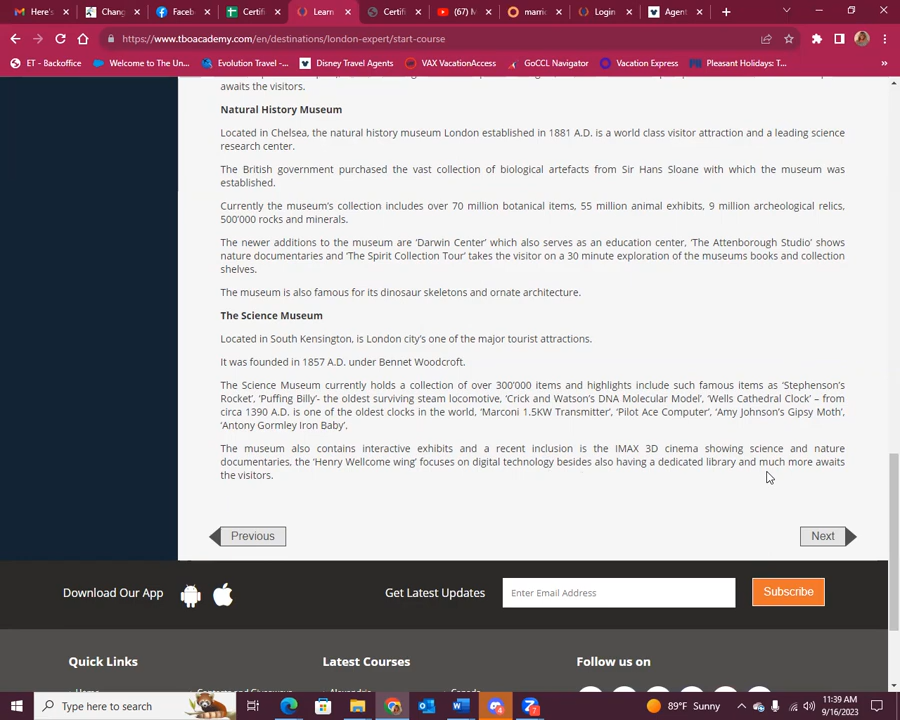 Here's
Chang
Faceb
Certifi
Learn
Certifi
(67) M
marri
Login
Agent
https://www.tboacademy.com/en/destinations/london-expert/start-course
ET - Backoffice
Welcome to The Un...
Evolution Travel -...
Disney Travel Agents
VAX VacationAccess
GoCCL Navigator
Vacation Express
Pleasant Holidays: T...
awaits the visitors.
Natural History Museum
Located in Chelsea, the natural history museum London established in 1881 A.D. is a world class visitor attraction and a leading science
research center.
The British government purchased the vast collection of biological artefacts from Sir Hans Sloane with which the museum was
established.
Currently the museum's collection includes over 70 million botanical items, 55 million animal exhibits, 9 million archeological relics,
500'000 rocks and minerals.
The newer additions to the museum are 'Darwin Center' which also serves as an education center, 'The Attenborough Studio' shows
nature documentaries and 'The Spirit Collection Tour' takes the visitor on a 30 minute exploration of the museums books and collection
shelves.
The museum is also famous for its dinosaur skeletons and ornate architecture.
The Science Museum
Located in South Kensington, is London city's one of the major tourist attractions.
It was founded in 1857 A.D. under Bennet Woodcroft.
The Science Museum currently holds a collection of over 300'000 items and highlights include such famous items as 'Stephenson's
Rocket', 'Puffing Billy'- the oldest surviving steam locomotive, 'Crick and Watson's DNA Molecular Model', 'Wells Cathedral Clock' – from
circa 1390 A.D. is one of the oldest clocks in the world, 'Marconi 1.5KW Transmitter', 'Pilot Ace Computer', 'Amy Johnson's Gipsy Moth',
'Antony Gormley Iron Baby'.
The museum also contains interactive exhibits and a recent inclusion is the IMAX 3D cinema showing science and nature
documentaries, the 'Henry Wellcome wing' focuses on digital technology besides also having a dedicated library and much more awaits
the visitors.
Previous
Next
Download Our App
Get Latest Updates
Enter Email Address
Subscribe
Quick Links
Latest Courses
Follow us on
Type here to search
89°F Sunny
11:39 AM
9/16/2023